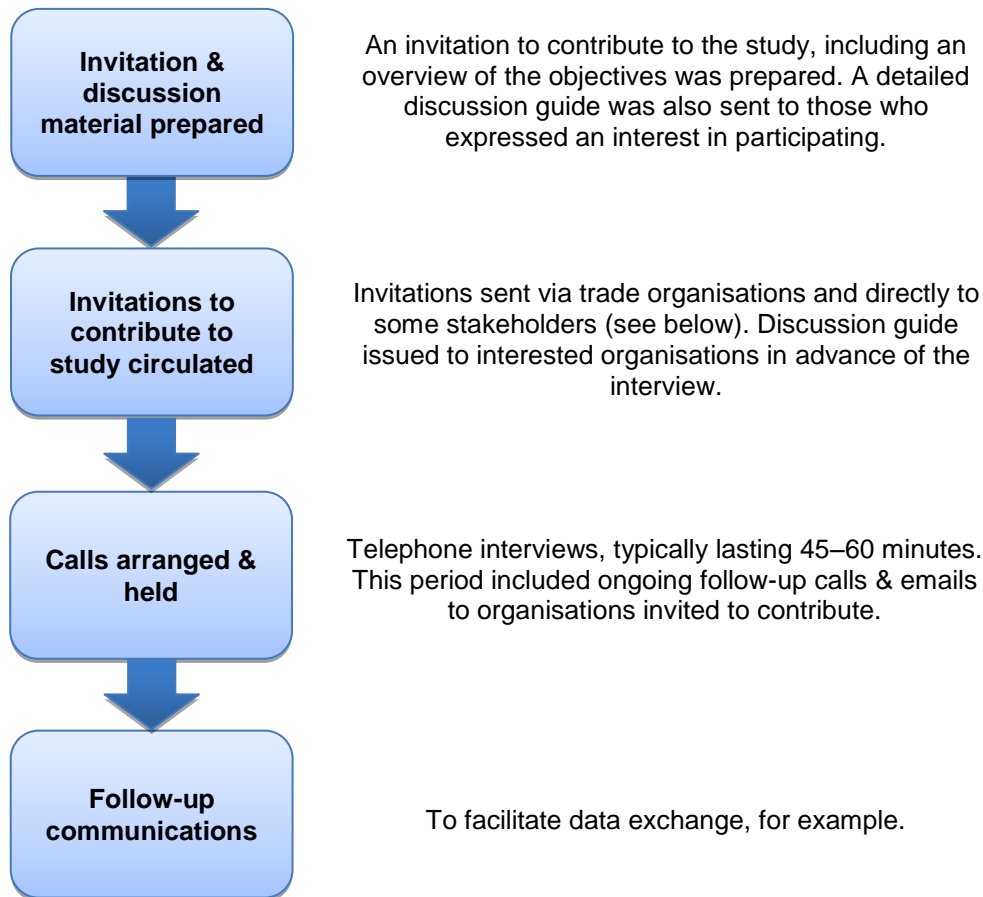 Invitation &
discussion
material prepared
An invitation to contribute to the study, including an
overview of the objectives was prepared. A detailed
discussion guide was also sent to those who
expressed an interest in participating.
Invitations to
contribute to
study circulated
Invitations sent via trade organisations and directly to
some stakeholders (see below). Discussion guide
issued to interested organisations in advance of the
interview.
Calls arranged &
held
Telephone interviews, typically lasting 45–60 minutes.
This period included ongoing follow-up calls & emails
to organisations invited to contribute.
Follow-up
communications
To facilitate data exchange, for example.